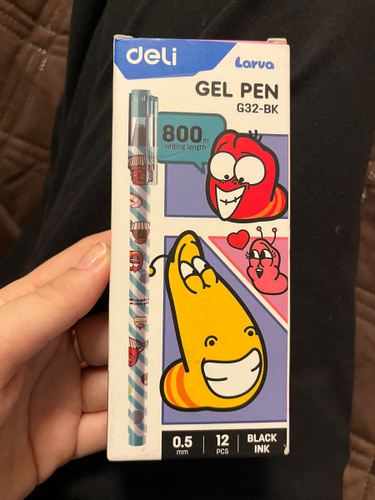 deli
Larva
GEL PEN
G32-BK
800m
writing length
0.5
mm
12
PCS
BLACK
INK